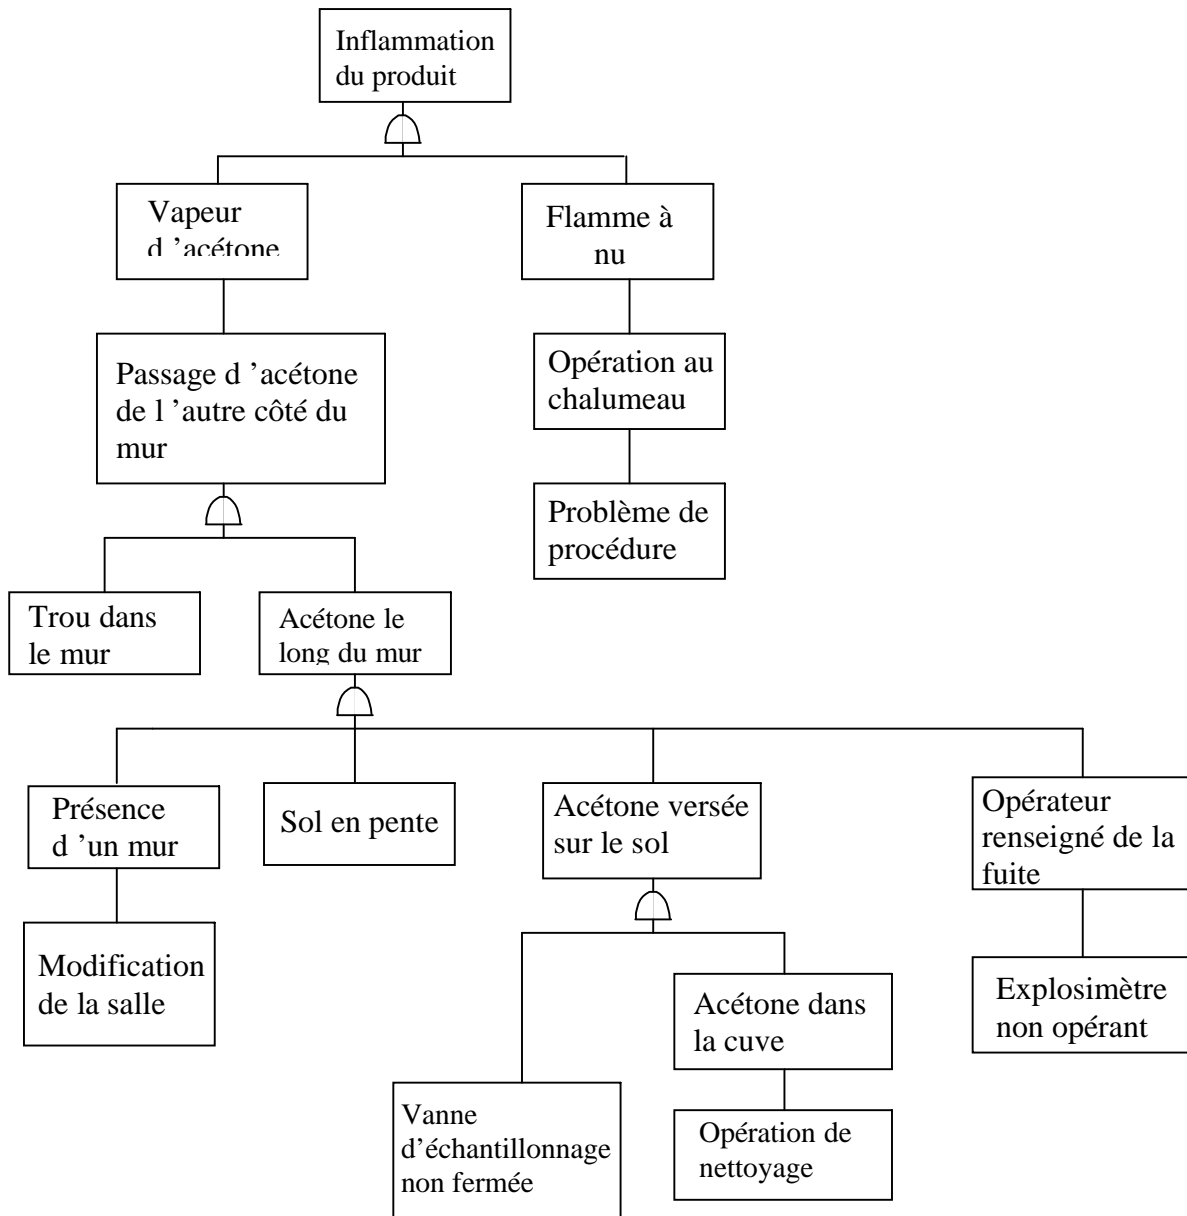 Inflammation
du produit
Vapeur
d ’acétone
Flamme à
nu
Passage d ’acétone
de l ’autre côté du
mur
Opération au
chalumeau
Problème de
procédure
Trou dans
le mur
Acétone le
long du mur
Présence
d ’un mur
Sol en pente
Acétone versée
sur le sol
Opérateur
renseigné de la
fuite
Modification
de la salle
Acétone dans
la cuve
Explosimètre
non opérant
Vanne
d'échantillonnage
non fermée
Opération de
nettoyage